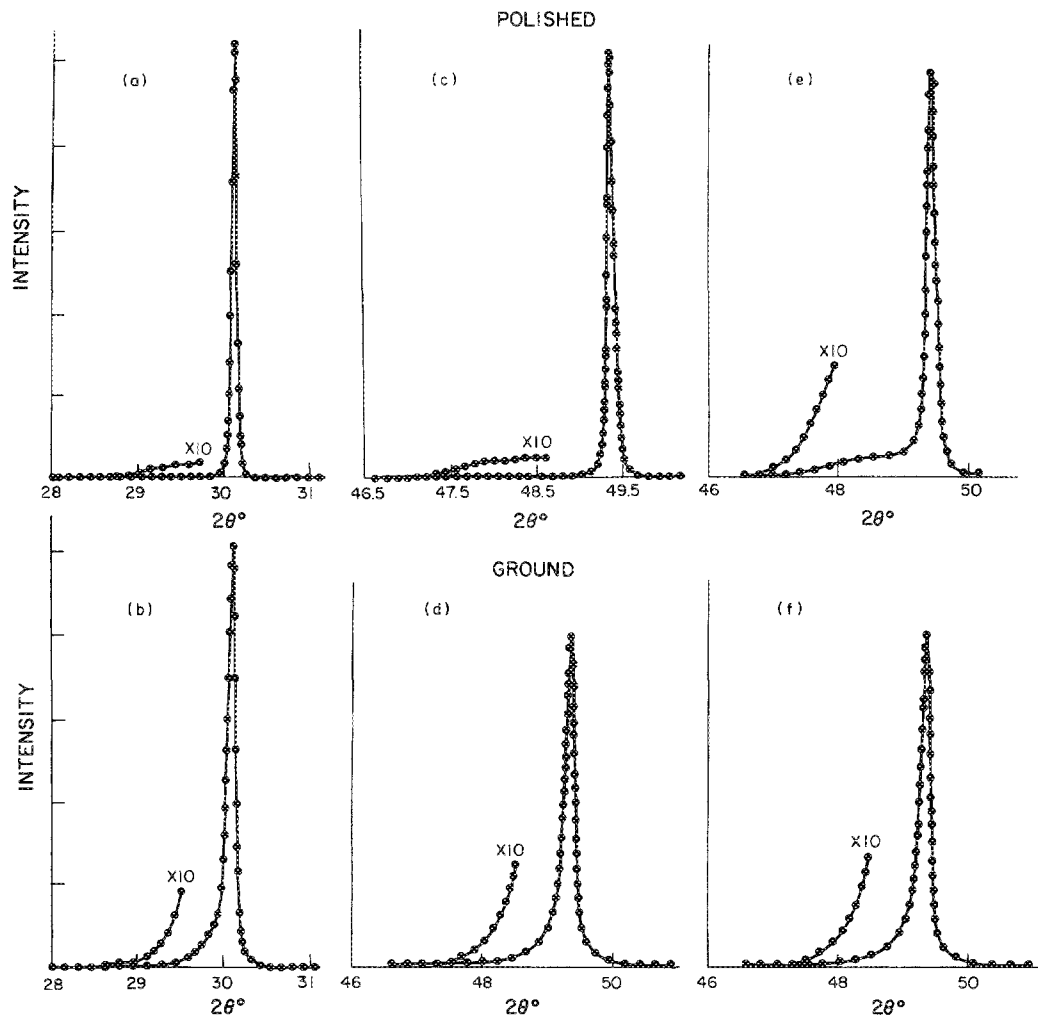 POLISHED
(a)
(c)
(e)
INTENSITY
X10
X10
X10
28 29 30 31
46.5 47.5 48.5 49.5
46 48 50
2θ°
2θ°
2θ°
GROUND
(b)
(d)
(f)
INTENSITY
X10
X10
X10
28 29 30 31
46 48 50
46 48 50
2θ°
2θ°
2θ°